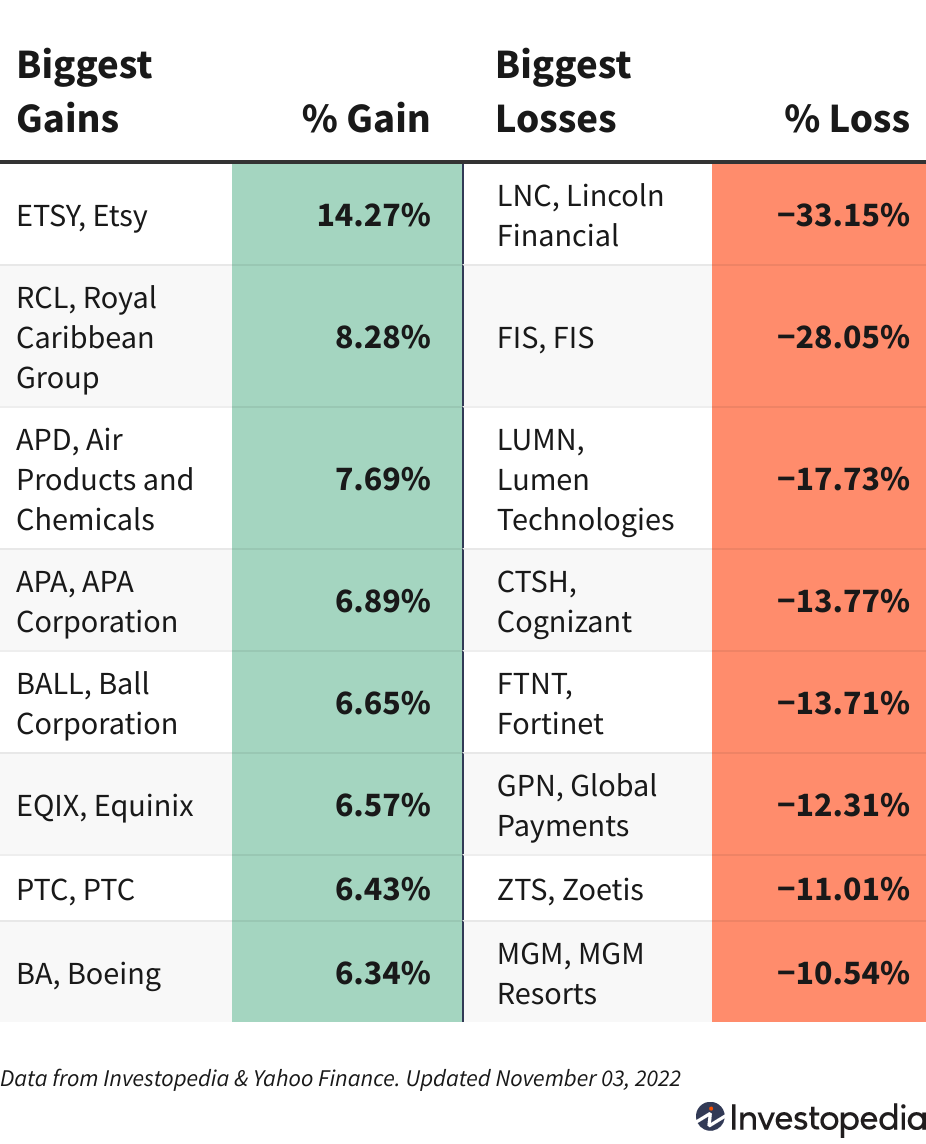 Biggest Gains
% Gain
Biggest Losses
% Loss
ETSY, Etsy
14.27%
LNC, Lincoln
Financial
−33.15%
RCL, Royal
Caribbean
Group
8.28%
FIS, FIS
−28.05%
APD, Air
Products and
Chemicals
7.69%
LUMN,
Lumen
Technologies
−17.73%
APA, APA
Corporation
6.89%
CTSH,
Cognizant
−13.77%
BALL, Ball
Corporation
6.65%
FTNT,
Fortinet
−13.71%
EQIX, Equinix
6.57%
GPN, Global
Payments
−12.31%
PTC, PTC
6.43%
ZTS, Zoetis
−11.01%
BA, Boeing
6.34%
MGM, MGM
Resorts
−10.54%
Data from Investopedia & Yahoo Finance. Updated November 03, 2022
Investopedia